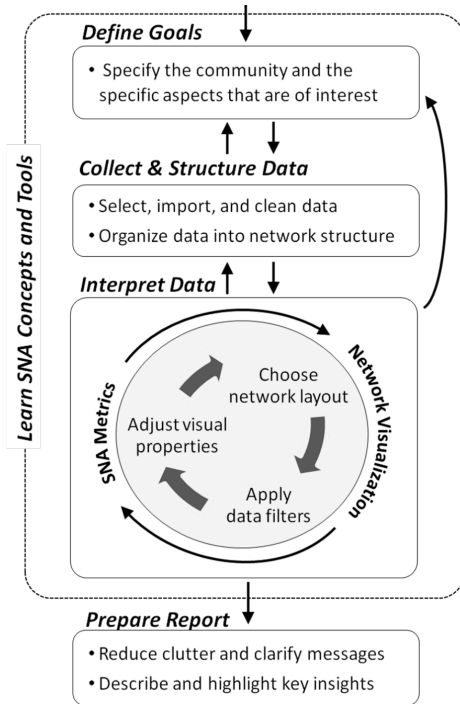 Define Goals
• Specify the community and the
specific aspects that are of interest
Collect & Structure Data
• Select, import, and clean data
• Organize data into network structure
Interpret Data
Learn SNA Concepts and Tools
SNA Metrics
Network Visualization
Choose
network layout
Adjust visual
properties
Apply
data filters
Prepare Report
• Reduce clutter and clarify messages
• Describe and highlight key insights